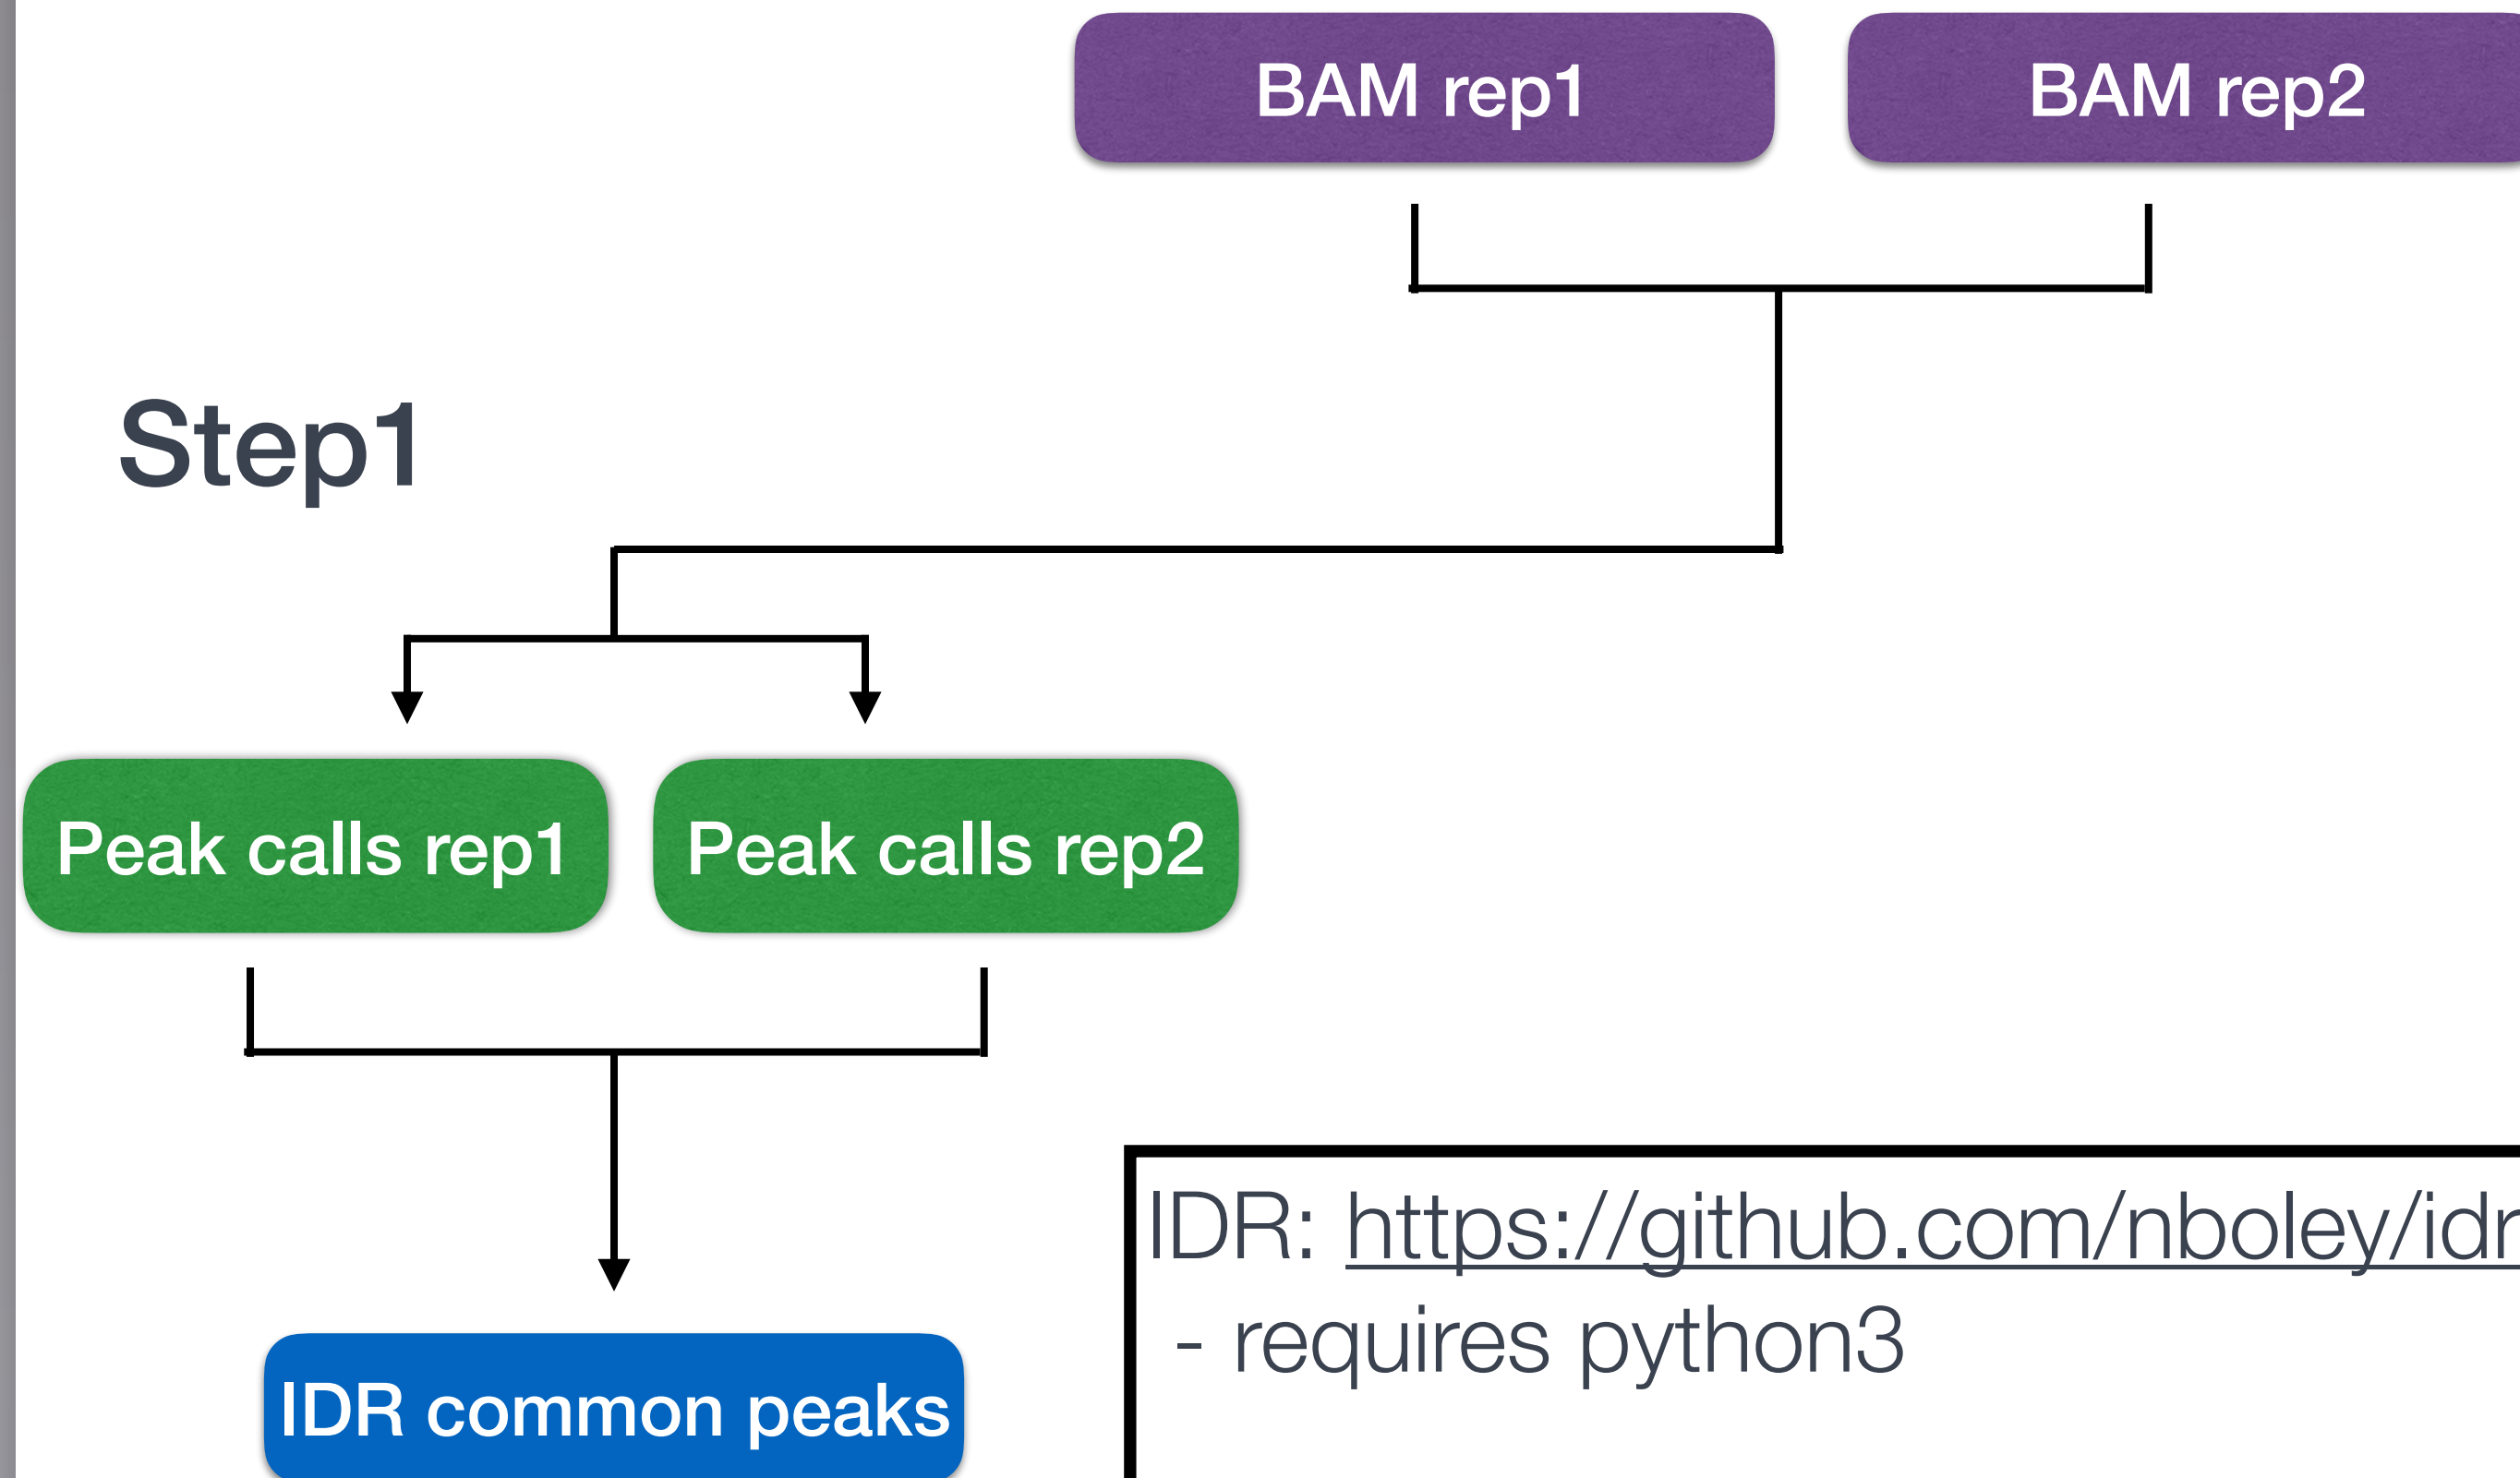 BAM rep1
BAM rep2
Step1
Peak calls rep1
Peak calls rep2
IDR: https://github.com/nboley/idr
- requires python3
IDR common peaks